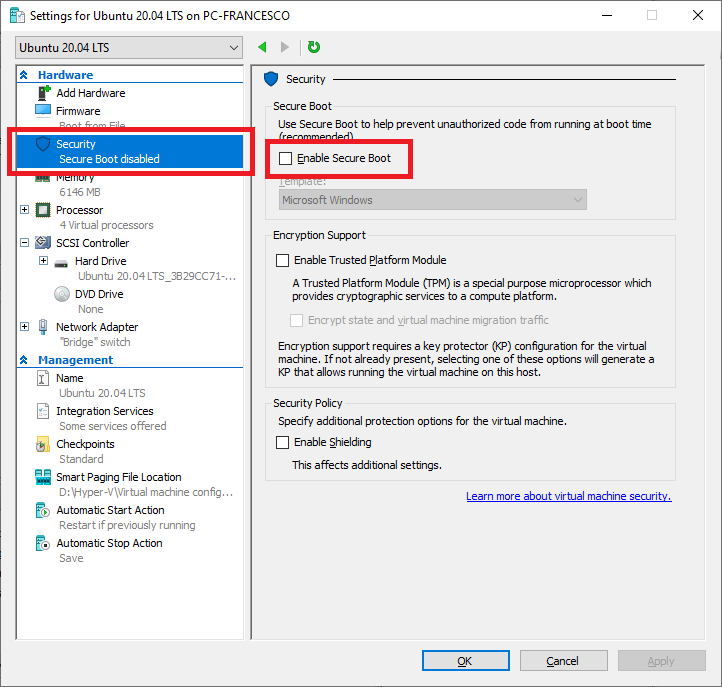 Settings for Ubuntu 20.04 LTS on PC-FRANCESCO
Ubuntu 20.04 LTS
Hardware
Add Hardware
Firmware
Boot from File
Security
Secure Boot disabled
Memory
6146 MB
Processor
4 Virtual processors
SCSI Controller
Hard Drive
Ubuntu 20.04 LTS_3B29CC71-...
DVD Drive
None
Network Adapter
"Bridge" switch
Management
Name
Ubuntu 20.04 LTS
Integration Services
Some services offered
Checkpoints
Standard
Smart Paging File Location
D:\Hyper-V\Virtual machine config...
Automatic Start Action
Restart if previously running
Automatic Stop Action
Save
Security
Secure Boot
Use Secure Boot to help prevent unauthorized code from running at boot time
(recommended).
Enable Secure Boot
Template:
Microsoft Windows
Encryption Support
Enable Trusted Platform Module
A Trusted Platform Module (TPM) is a special purpose microprocessor which
provides cryptographic services to a compute platform.
Encrypt state and virtual machine migration traffic
Encryption support requires a key protector (KP) configuration for the virtual
machine. If not already present, selecting one of these options will generate a
KP that allows running the virtual machine on this host.
Security Policy
Specify additional protection options for the virtual machine.
Enable Shielding
This affects additional settings.
Learn more about virtual machine security.
OK
Cancel
Apply